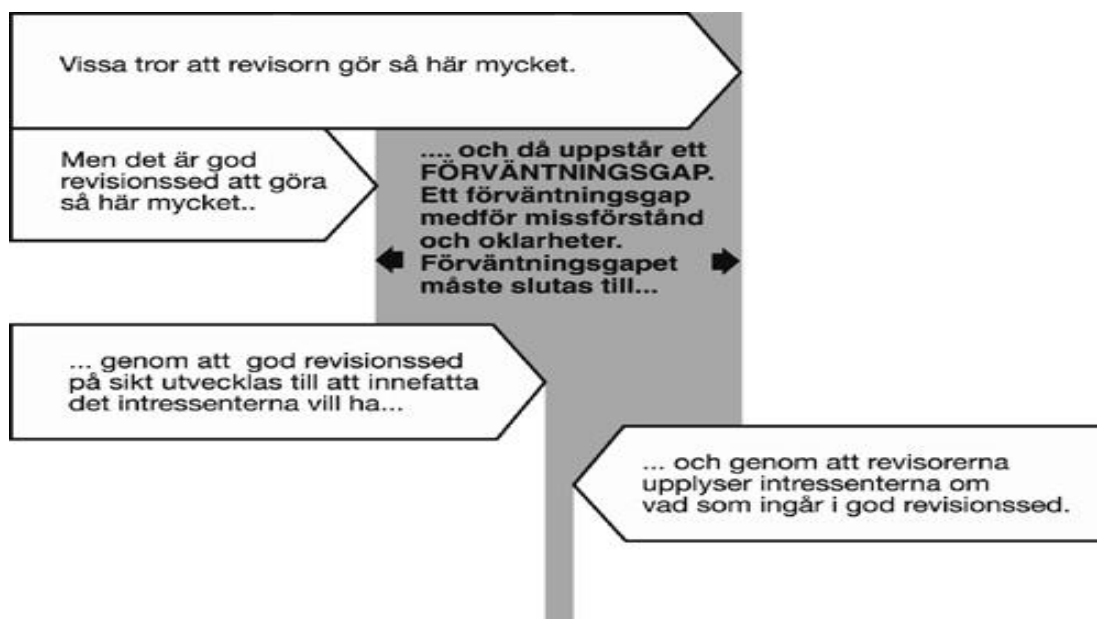 Vissa tror att revisorn gör så här mycket.
Men det är god
revisionssed att göra
så här mycket..
.... och då uppstår ett
FÖRVÄNTNINGSGAP.
Ett förväntningsgap
medför missförstånd
och oklarheter.
Förväntningsgapet
måste slutas till...
... genom att god revisionssed
på sikt utvecklas till att innefatta
det intressenterna vill ha...
... och genom att revisorerna
upplyser intressenterna om
vad som ingår i god revisionssed.